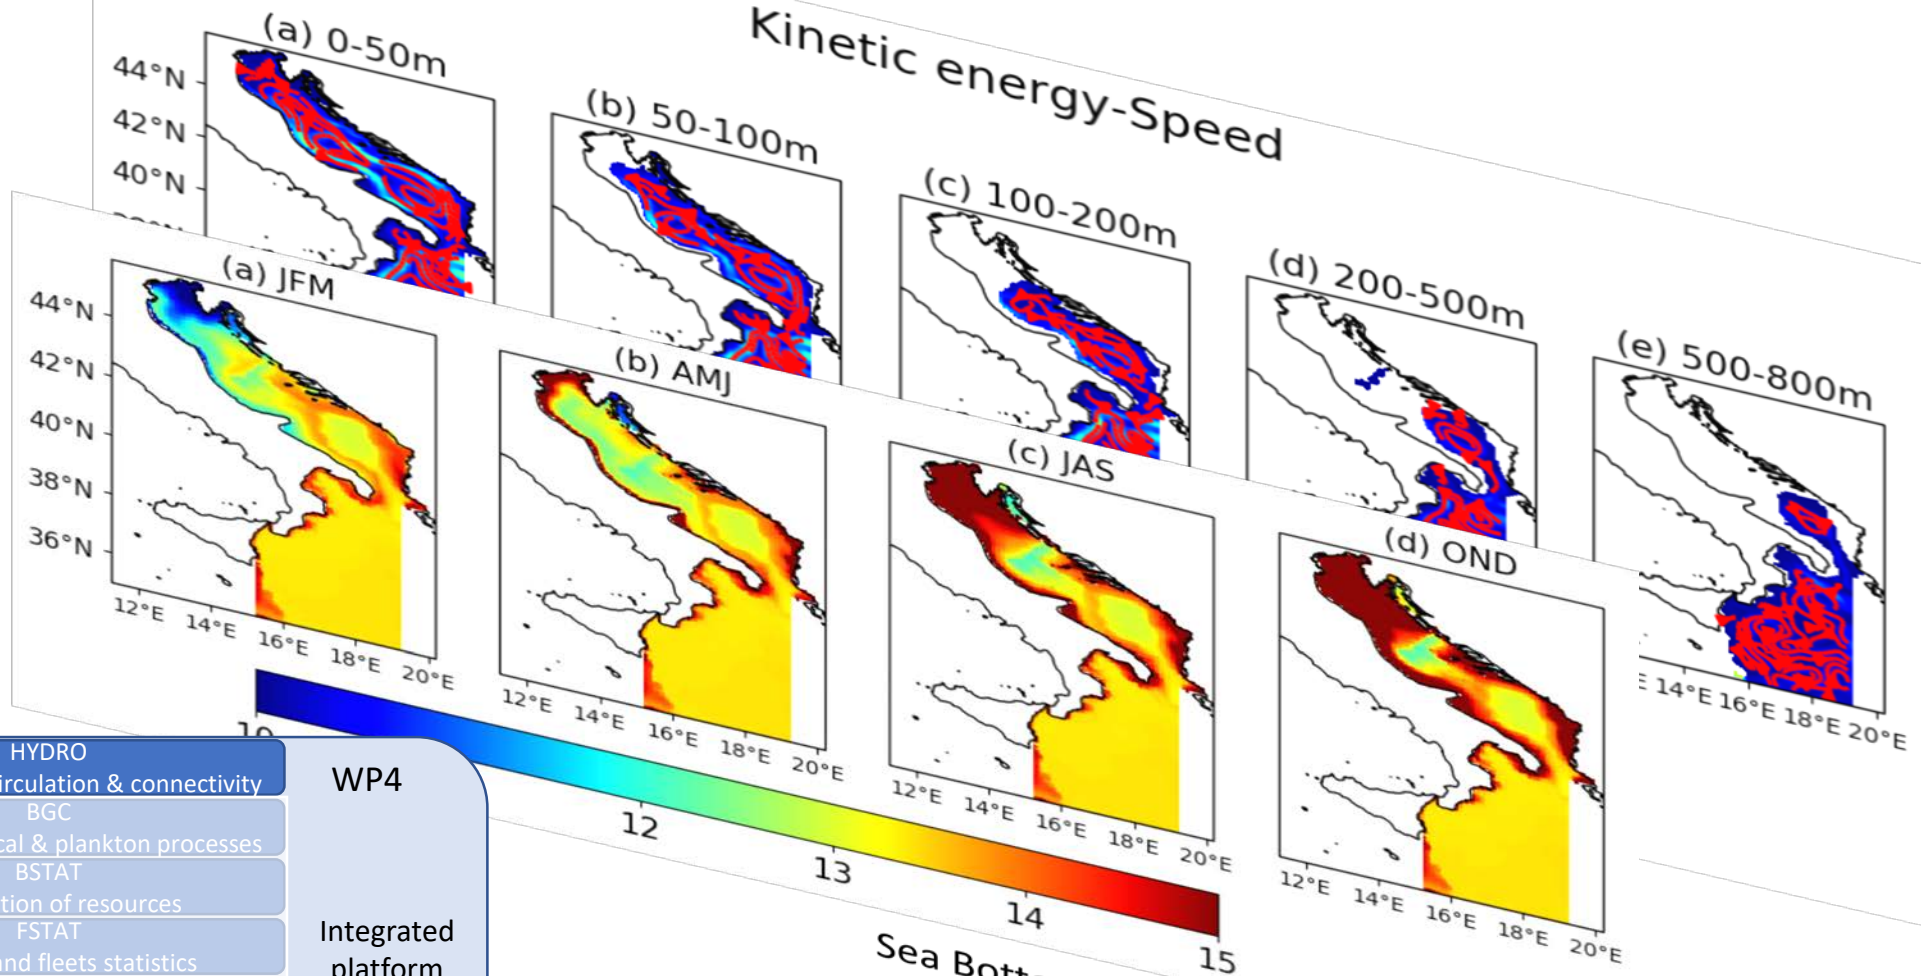 Kinetic energy-Speed
(a) 0-50m
(b) 50-100m
(c) 100-200m
(d) 200-500m
(e) 500-800m
44°N
42°N
40°N
14°E 16°E 18°E 20°E
(a) JFM
(b) AMJ
(c) JAS
(d) OND
44°N
42°N
40°N
38°N
36°N
12°E 14°E 16°E 18°E 20°E
12°E 14°E 16°E 18°E 20°E
12°E 14°E 16°E 18°E 20°E
12°E 14°E 16°E 18°E 20°E
12 13 14 15
Sea
HYDRO
irculation & connectivity
BGC
cal & plankton processes
BSTAT
tion of resources
FSTAT
nd fleets statistics
WP4
Integrated
platform